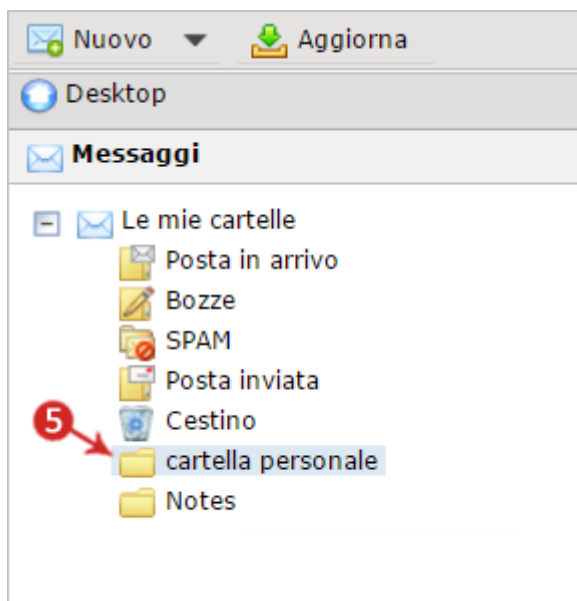 Nuovo Aggiorna
Desktop
Messaggi
Le mie cartelle
Posta in arrivo
Bozze
SPAM
Posta inviata
Cestino
5
cartella personale
Notes